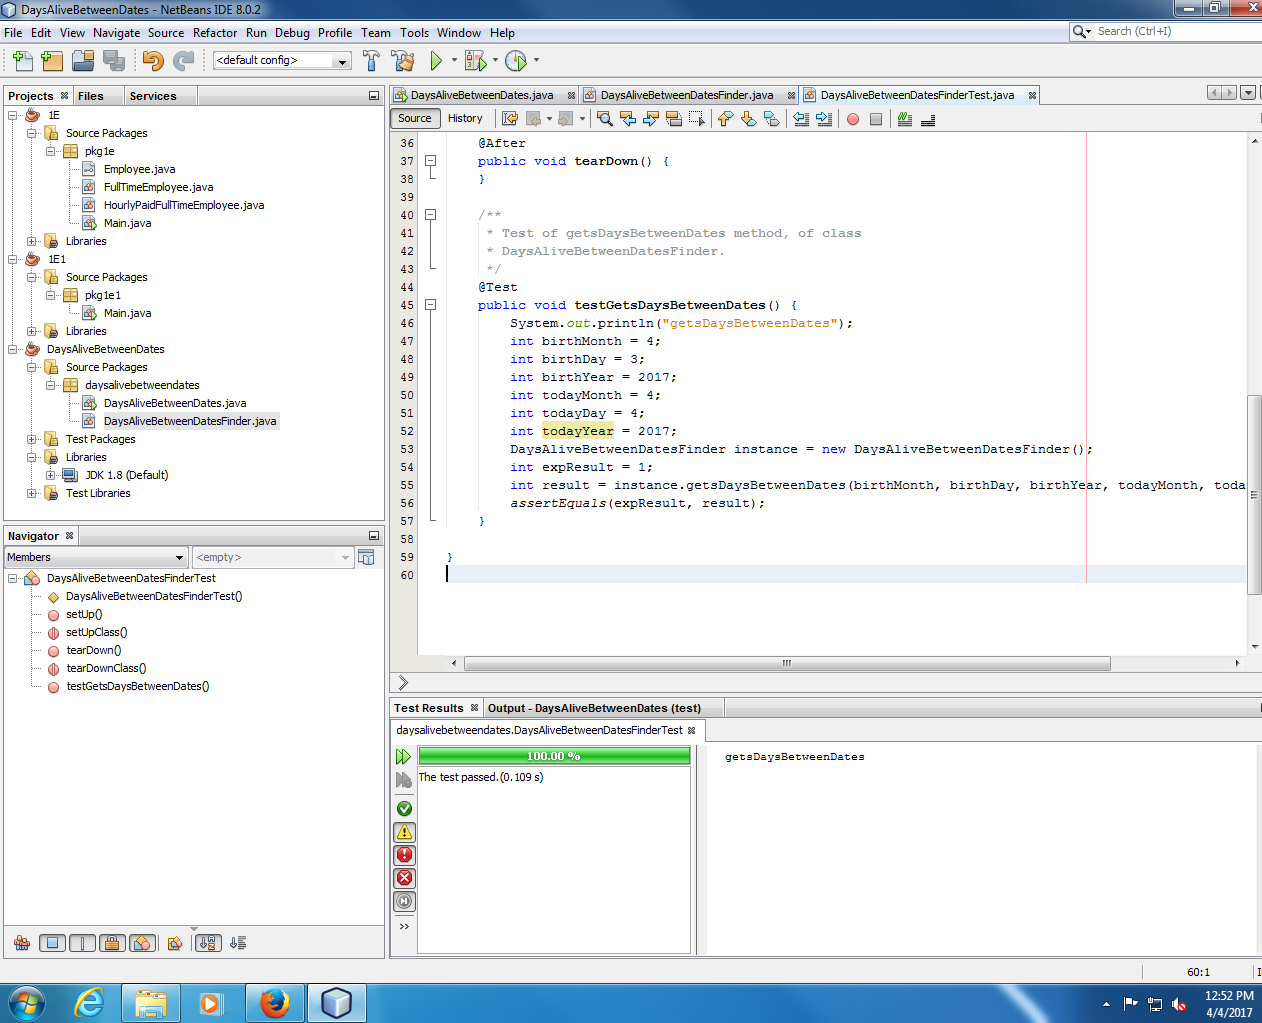 DaysAliveBetweenDates - NetBeans IDE 8.0.2
File Edit View Navigate Source Refactor Run Debug Profile Team Tools Window Help
Search (Ctrl+I)
<default config>
Projects Files Services
1E
Source Packages
pkg1e
Employee.java
FullTimeEmployee.java
HourlyPaidFullTimeEmployee.java
Main.java
Libraries
1E1
Source Packages
pkg1e1
Main.java
Libraries
DaysAliveBetweenDates
Source Packages
daysalivebetweendates
DaysAliveBetweenDates.java
DaysAliveBetweenDatesFinder.java
Test Packages
Libraries
JDK 1.8 (Default)
Test Libraries
Navigator
Members <empty>
DaysAliveBetweenDatesFinderTest
DaysAliveBetweenDatesFinderTest()
setUp()
setUpClass()
tearDown()
tearDownClass()
testGetsDaysBetweenDates()
DaysAliveBetweenDates.java DaysAliveBetweenDatesFinder.java DaysAliveBetweenDatesFinderTest.java
Source History
36 @After
37 public void tearDown() {
38 }
39
40 /**
41 * Test of getsDaysBetweenDates method, of class
42 * DaysAliveBetweenDatesFinder.
43 */
44 @Test
45 public void testGetsDaysBetweenDates() {
46 System.out.println("getsDaysBetweenDates");
47 int birthMonth = 4;
48 int birthDay = 3;
49 int birthYear = 2017;
50 int todayMonth = 4;
51 int todayDay = 4;
52 int todayYear = 2017;
53 DaysAliveBetweenDatesFinder instance = new DaysAliveBetweenDatesFinder();
54 int expResult = 1;
55 int result = instance.getsDaysBetweenDates(birthMonth, birthDay, birthYear, todayMonth, toda
56 assertEquals(expResult, result);
57 }
58
59 }
60
Test Results Output - DaysAliveBetweenDates (test)
daysalivebetweendates.DaysAliveBetweenDatesFinderTest
100.00 %
The test passed.(0.109 s)
getsDaysBetweenDates
60:1
12:52 PM
4/4/2017